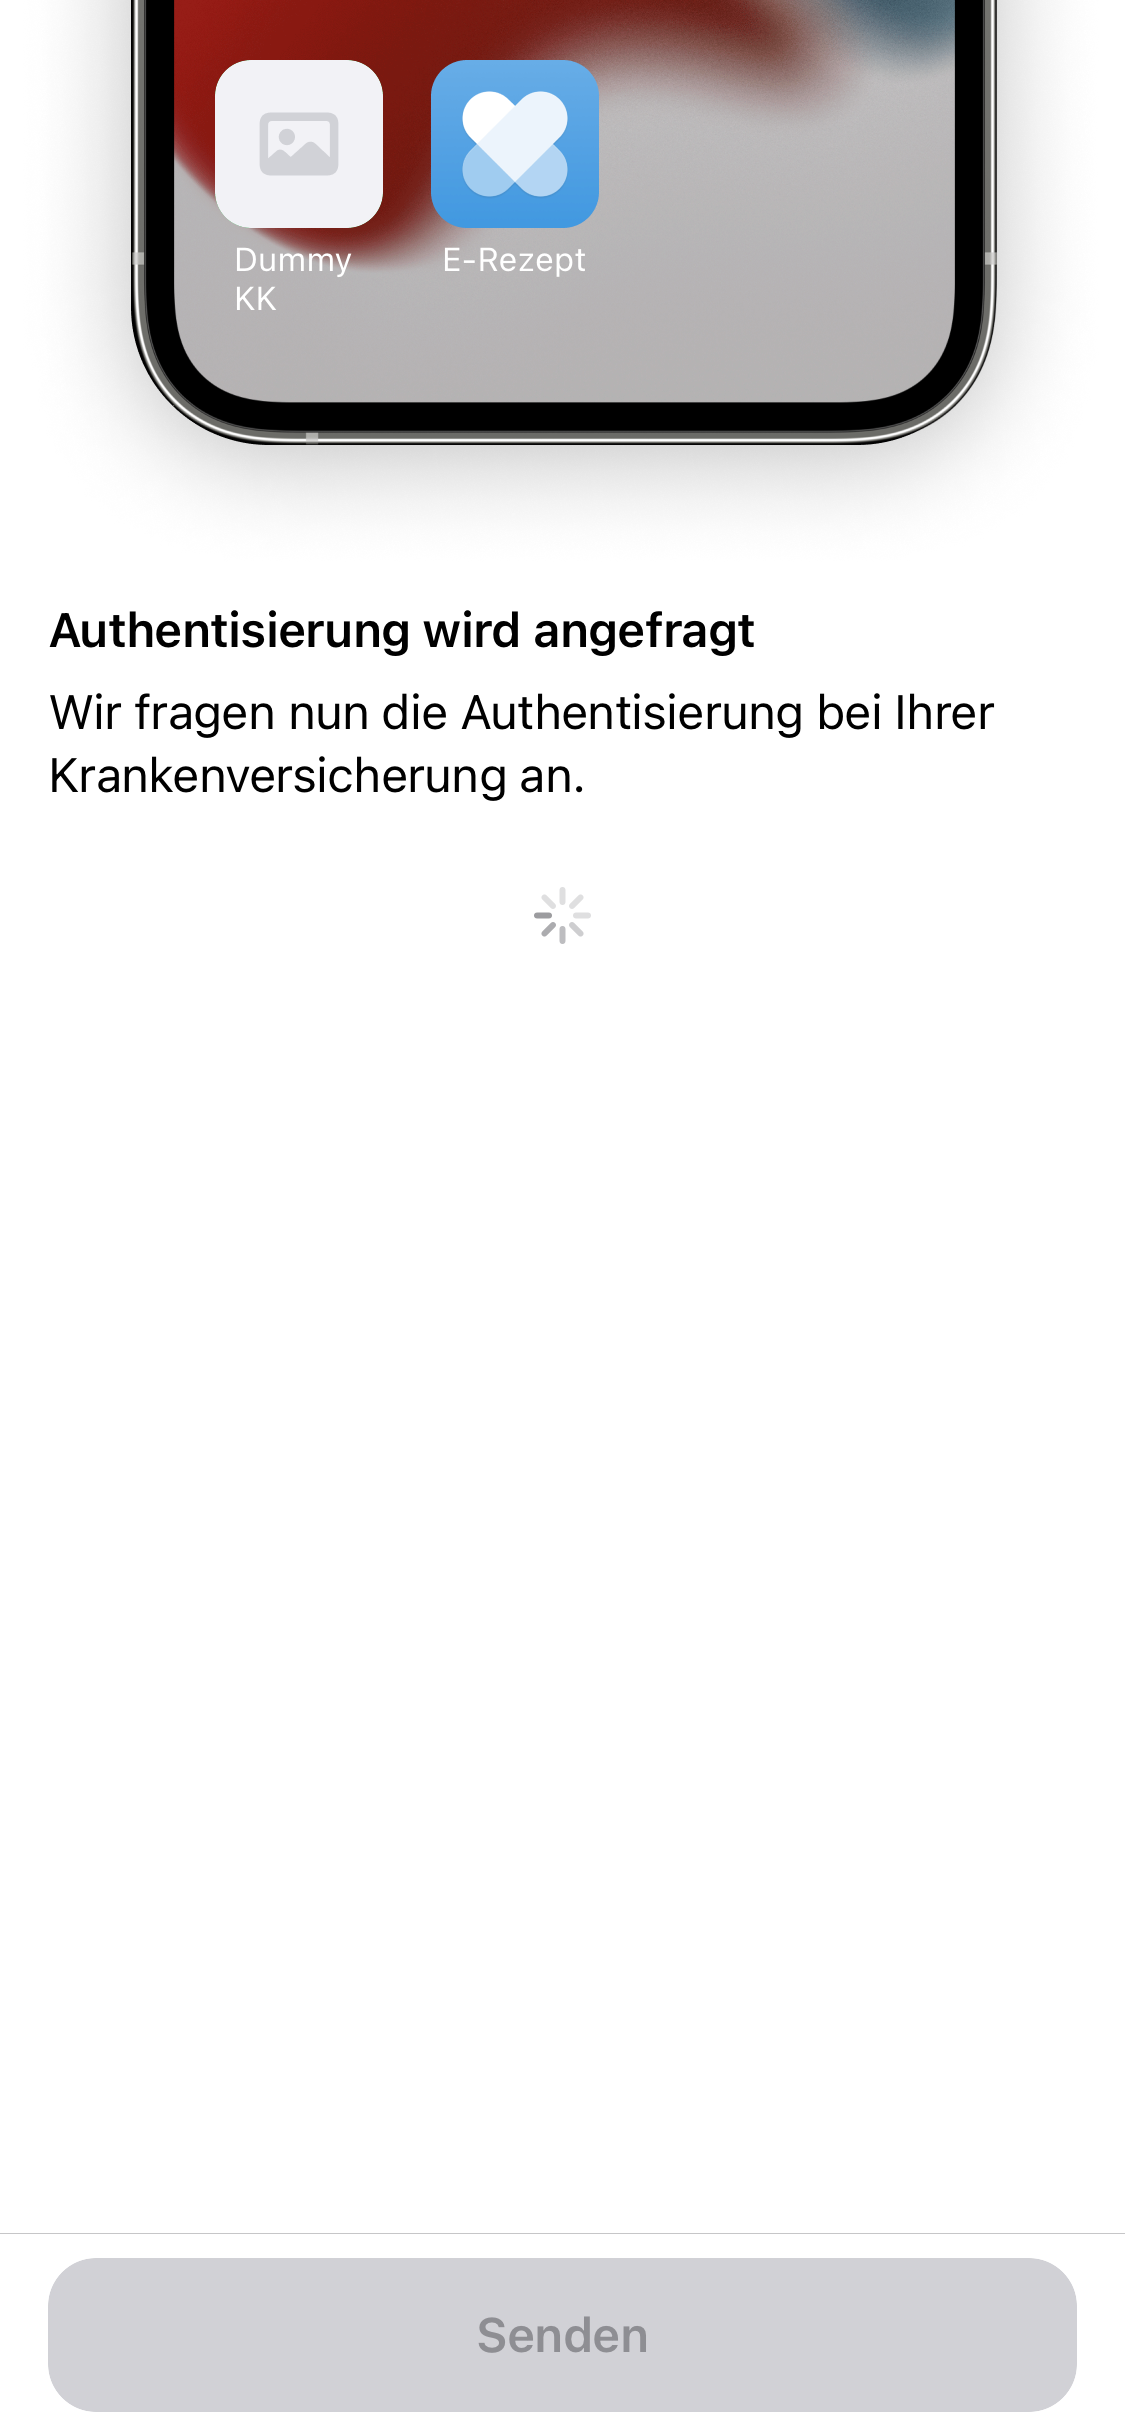 Dummy
KK
E-Rezept
Authentisierung wird angefragt
Wir fragen nun die Authentisierung bei Ihrer
Krankenversicherung an.
Senden